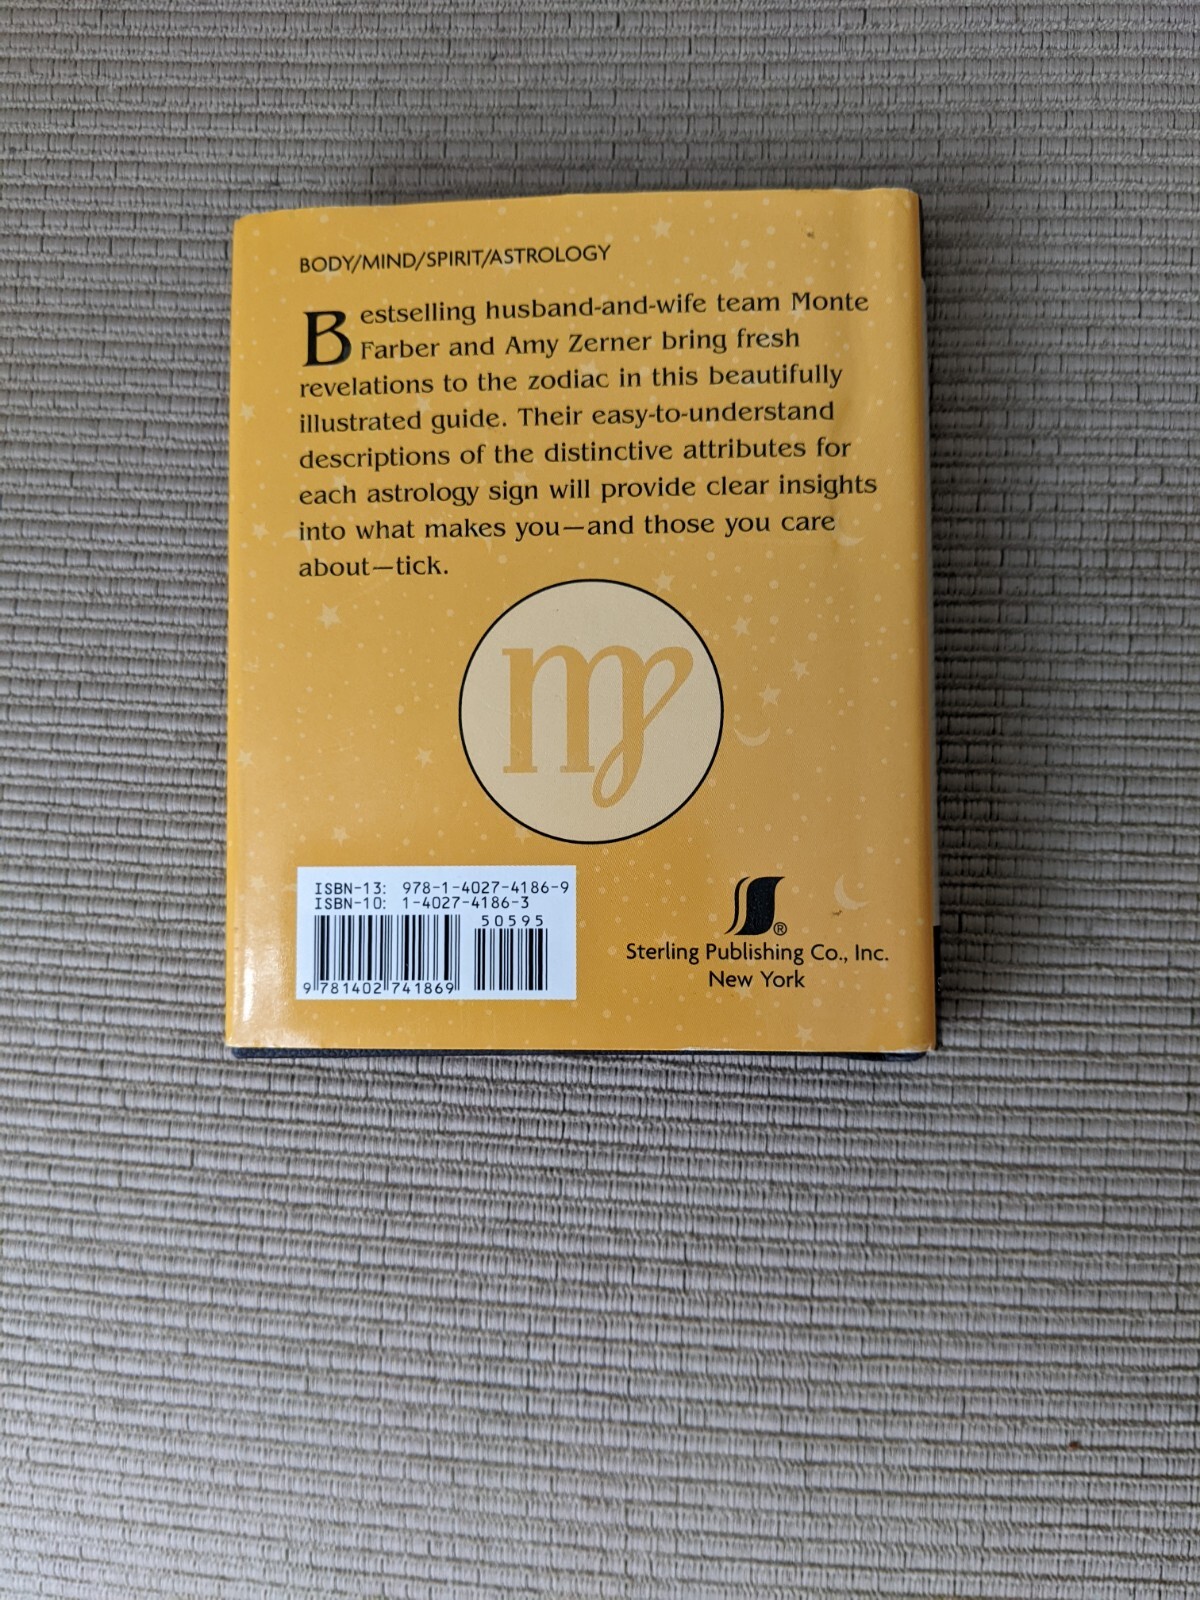 BODY/MIND/SPIRIT/ASTROLOGY
Bestselling husband-and-wife team Monte
Farber and Amy Zerner bring fresh
revelations to the zodiac in this beautifully
illustrated guide. Their easy-to-understand
descriptions of the distinctive attributes for
each astrology sign will provide clear insights
into what makes you—and those you care
about—tick.
ISBN-13: 978-1-4027-4186-9
ISBN-10: 1-4027-4186-3
50595
9 781402 741869
®
Sterling Publishing Co., Inc.
New York